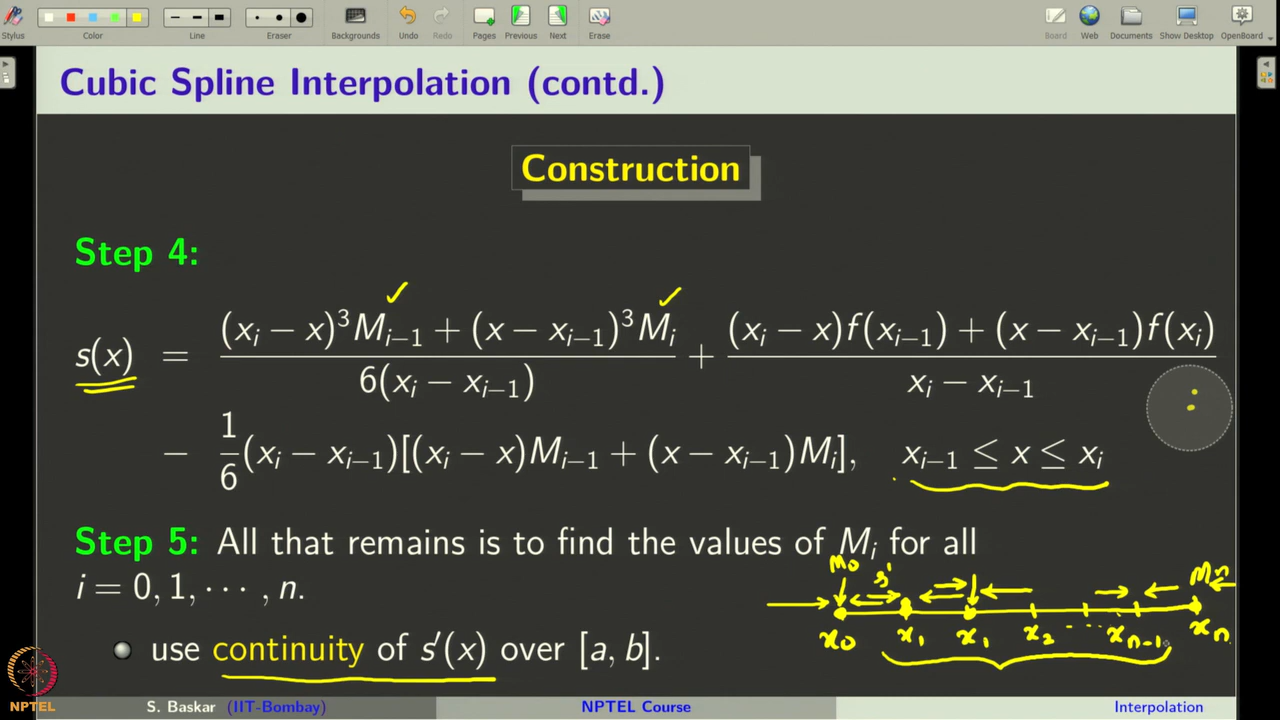 Stylus Color Line Eraser Backgrounds Undo Redo Pages Previous Next Erase Board Web Documents Show Desktop OpenBoard
Cubic Spline Interpolation (contd.)
Construction
Step 4:
s(x) = \frac{(x_i − x)^3 M_{i−1} + (x − x_{i−1})^3 M_i}{6(x_i − x_{i−1})} + \frac{(x_i − x)f(x_{i−1}) + (x − x_{i−1})f(x_i)}{x_i − x_{i−1}}
− \frac{1}{6}(x_i − x_{i−1})[(x_i − x)M_{i−1} + (x − x_{i−1})M_i], x_{i−1} ≤ x ≤ x_i
Step 5: All that remains is to find the values of M_i for all
i = 0, 1, ⋯ , n.
M_0 s' M_n
x_0 x_1 x_1 x_2 ..... x_{n-1} x_n
use continuity of s′(x) over [a, b].
NPTEL
S. Baskar (IIT-Bombay) NPTEL Course Interpolation